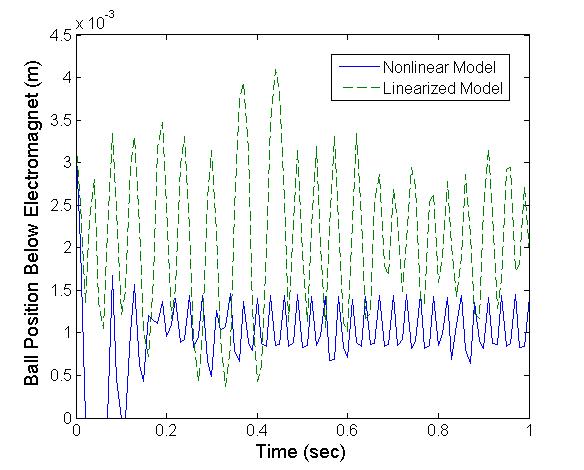 x 10^-3
4.5
4
3.5
3
2.5
2
1.5
1
0.5
0
Ball Position Below Electromagnet (m)
Nonlinear Model
Linearized Model
0 0.2 0.4 0.6 0.8 1
Time (sec)